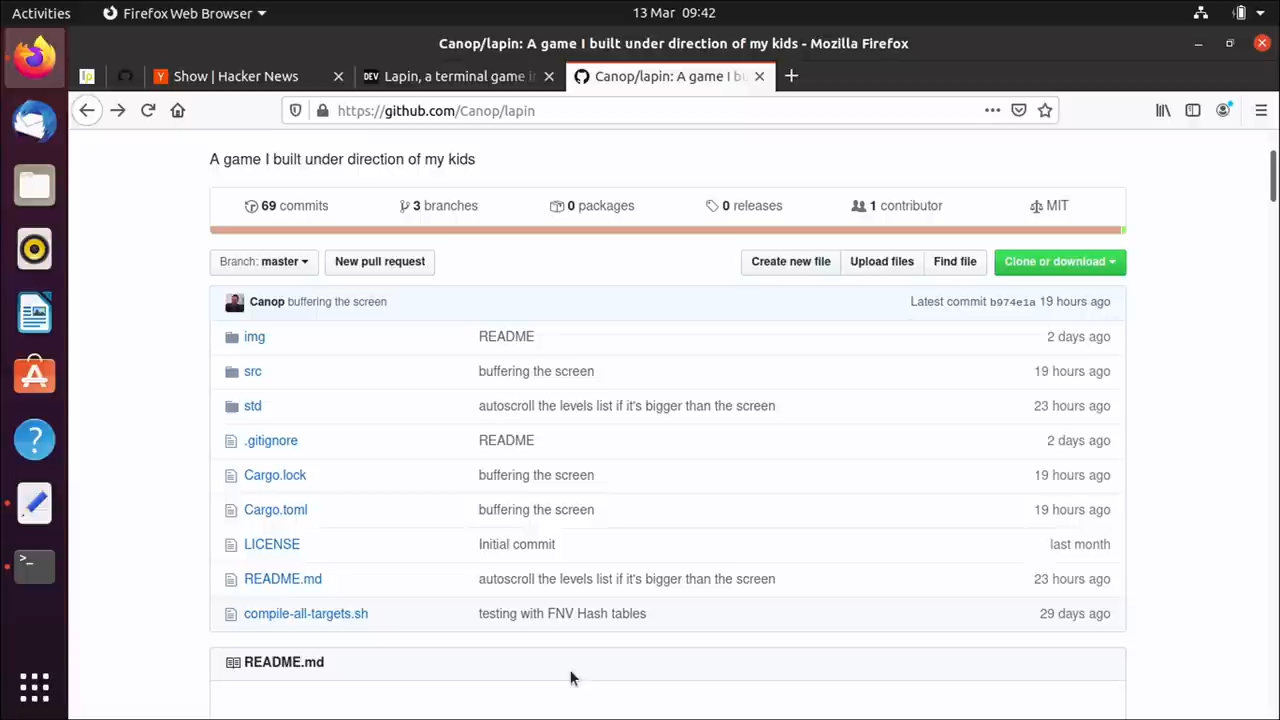 Activities
Firefox Web Browser
13 Mar 09:42
Canop/lapin: A game I built under direction of my kids - Mozilla Firefox
Show | Hacker News
DEV Lapin, a terminal game i
Canop/lapin: A game I bu
https://github.com/Canop/lapin
A game I built under direction of my kids
69 commits
3 branches
0 packages
0 releases
1 contributor
MIT
Branch: master
New pull request
Create new file
Upload files
Find file
Clone or download
Canop buffering the screen
Latest commit b974e1a 19 hours ago
img README 2 days ago
src buffering the screen 19 hours ago
std autoscroll the levels list if it's bigger than the screen 23 hours ago
.gitignore README 2 days ago
Cargo.lock buffering the screen 19 hours ago
Cargo.toml buffering the screen 19 hours ago
LICENSE Initial commit last month
README.md autoscroll the levels list if it's bigger than the screen 23 hours ago
compile-all-targets.sh testing with FNV Hash tables 29 days ago
README.md